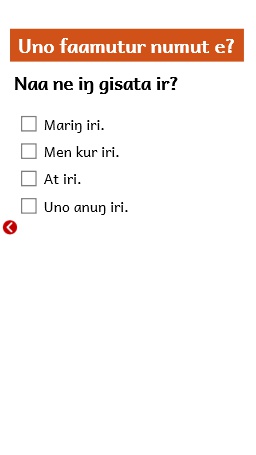 Uno faamutur numut e?
Naa ne iŋ gisata ir?
Mariŋ iri.
Men kur iri.
At iri.
Uno anuŋ iri.